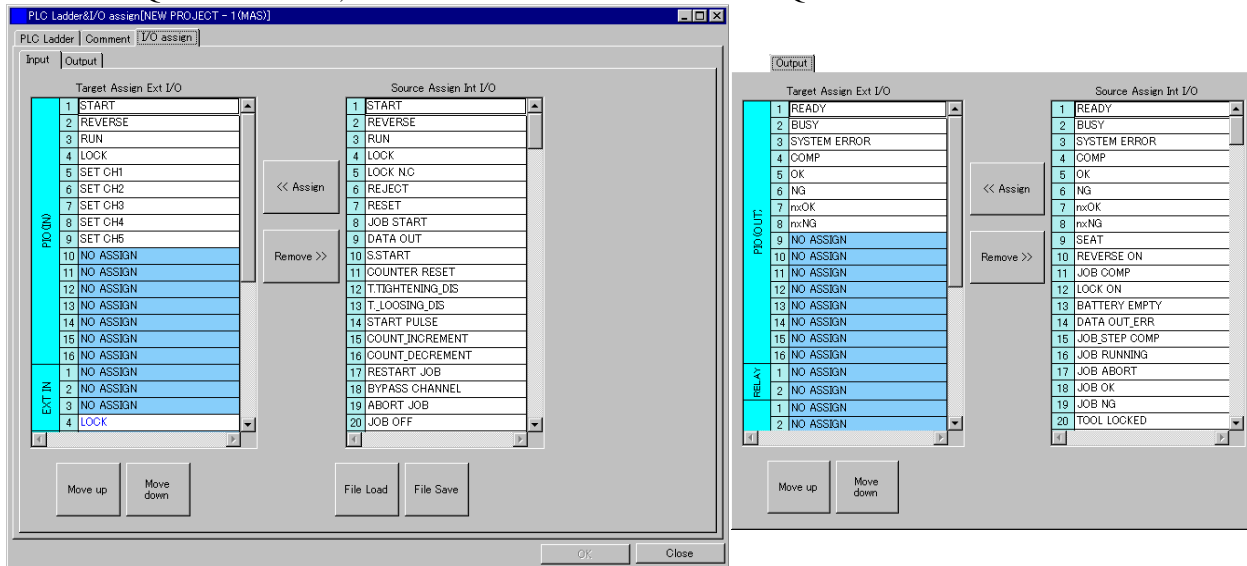 PLC Ladder&I/O assign[NEW PROJECT - 1(MAS)]
PLC Ladder Comment I/O assign
Input Output
Target Assign Ext I/O
PIO(IN)
1 START
2 REVERSE
3 RUN
4 LOCK
5 SET CH1
6 SET CH2
7 SET CH3
8 SET CH4
9 SET CH5
10 NO ASSIGN
11 NO ASSIGN
12 NO ASSIGN
13 NO ASSIGN
14 NO ASSIGN
15 NO ASSIGN
16 NO ASSIGN
EXT IN
1 NO ASSIGN
2 NO ASSIGN
3 NO ASSIGN
4 LOCK
<< Assign
Remove >>
Source Assign Int I/O
1 START
2 REVERSE
3 RUN
4 LOCK
5 LOCK N.C
6 REJECT
7 RESET
8 JOB START
9 DATA OUT
10 S.START
11 COUNTER RESET
12 T.TIGHTENING_DIS
13 T_LOOSING_DIS
14 START PULSE
15 COUNT_INCREMENT
16 COUNT_DECREMENT
17 RESTART JOB
18 BYPASS CHANNEL
19 ABORT JOB
20 JOB OFF
Move up
Move down
File Load
File Save
OK
Close
Output
Target Assign Ext I/O
PIO(OUT)
1 READY
2 BUSY
3 SYSTEM ERROR
4 COMP
5 OK
6 NG
7 nxOK
8 nxNG
9 NO ASSIGN
10 NO ASSIGN
11 NO ASSIGN
12 NO ASSIGN
13 NO ASSIGN
14 NO ASSIGN
15 NO ASSIGN
16 NO ASSIGN
RELAY
1 NO ASSIGN
2 NO ASSIGN
1 NO ASSIGN
2 NO ASSIGN
<< Assign
Remove >>
Source Assign Int I/O
1 READY
2 BUSY
3 SYSTEM ERROR
4 COMP
5 OK
6 NG
7 nxOK
8 nxNG
9 SEAT
10 REVERSE ON
11 JOB COMP
12 LOCK ON
13 BATTERY EMPTY
14 DATA OUT_ERR
15 JOB_STEP COMP
16 JOB RUNNING
17 JOB ABORT
18 JOB OK
19 JOB NG
20 TOOL LOCKED
Move up
Move down